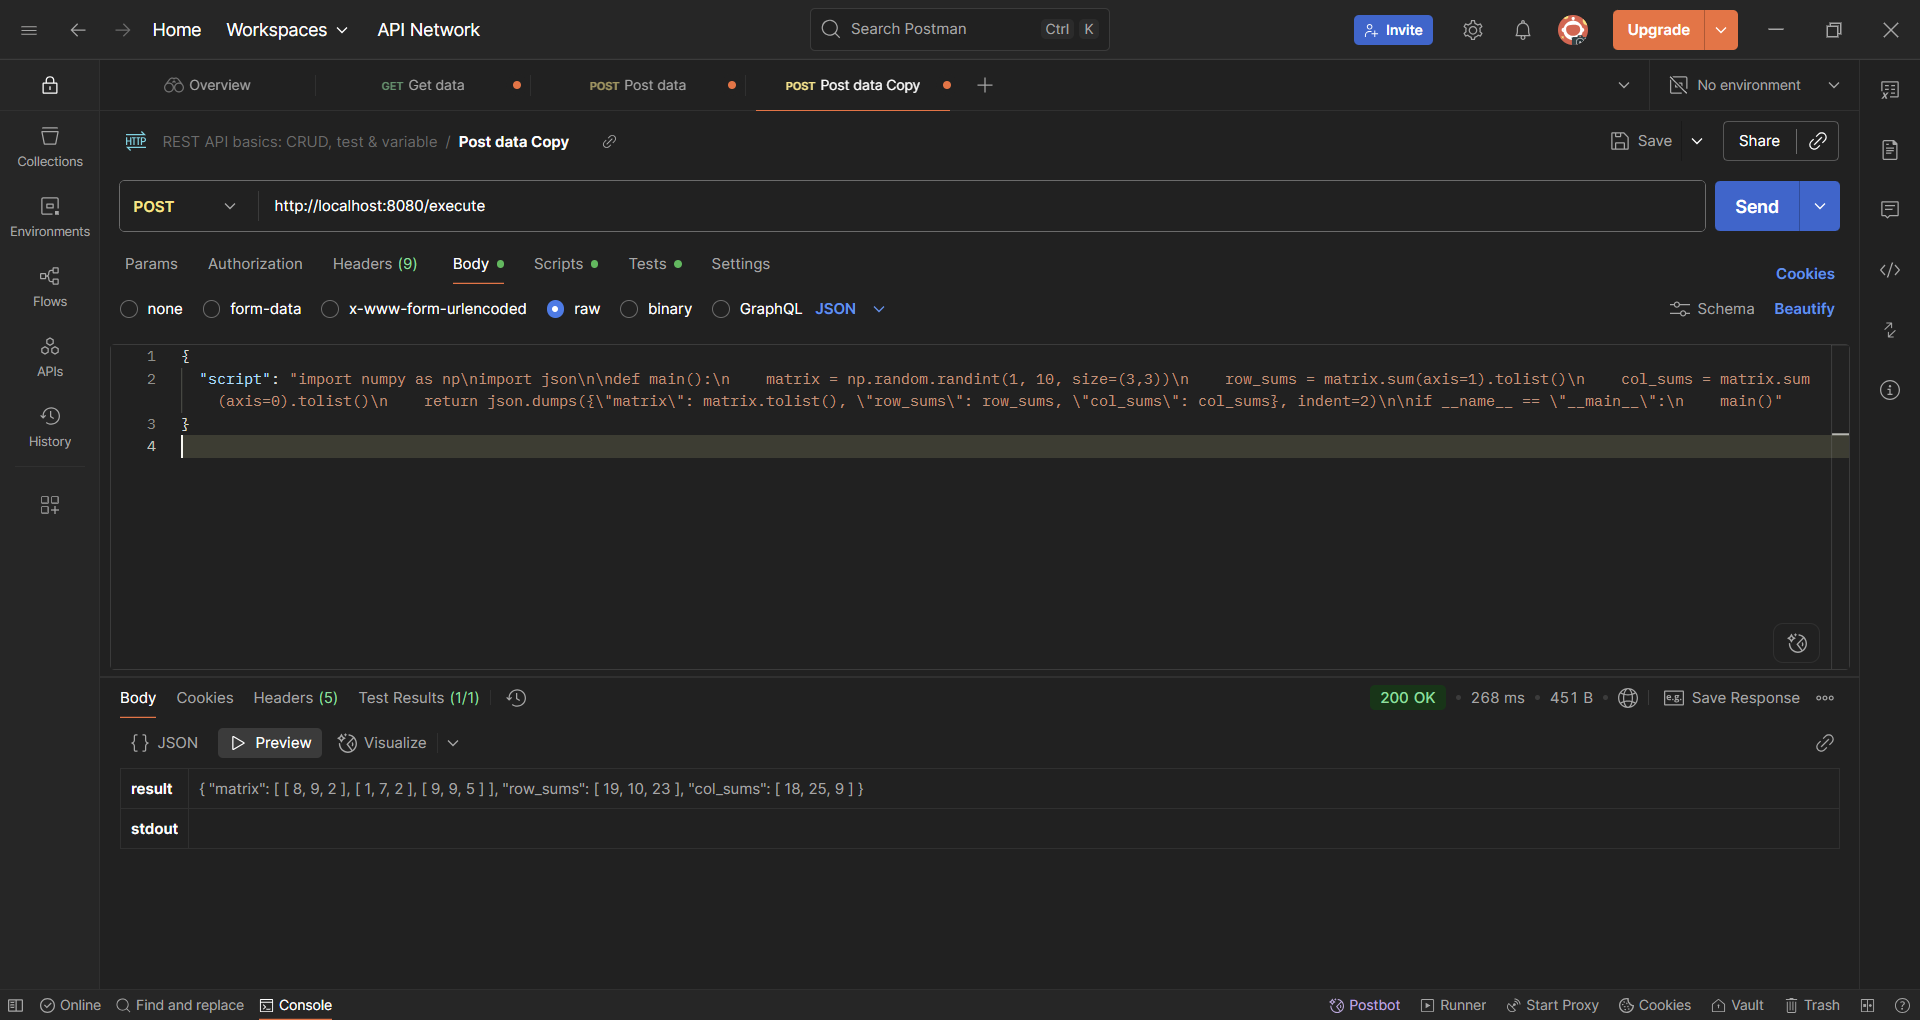 Home Workspaces API Network Search Postman Ctrl K Invite Upgrade
Overview GET Get data POST Post data POST Post data Copy No environment
HTTP REST API basics: CRUD, test & variable / Post data Copy Save Share
Collections
POST http://localhost:8080/execute Send
Environments
Params Authorization Headers (9) Body Scripts Tests Settings Cookies
Flows
none form-data x-www-form-urlencoded raw binary GraphQL JSON Schema Beautify
APIs
History
1 {
2 "script": "import numpy as np\nimport json\n\ndef main():\n    matrix = np.random.randint(1, 10, size=(3,3))\n    row_sums = matrix.sum(axis=1).tolist()\n    col_sums = matrix.sum
(axis=0).tolist()\n    return json.dumps({\"matrix\": matrix.tolist(), \"row_sums\": row_sums, \"col_sums\": col_sums}, indent=2)\n\nif __name__ == \"__main__\":\n    main()"
3 }
4
Body Cookies Headers (5) Test Results (1/1) 200 OK 268 ms 451 B e.g. Save Response
{} JSON Preview Visualize
result { "matrix": [ [ 8, 9, 2 ], [ 1, 7, 2 ], [ 9, 9, 5 ] ], "row_sums": [ 19, 10, 23 ], "col_sums": [ 18, 25, 9 ] }
stdout
Online Find and replace Console Postbot Runner Start Proxy Cookies Vault Trash